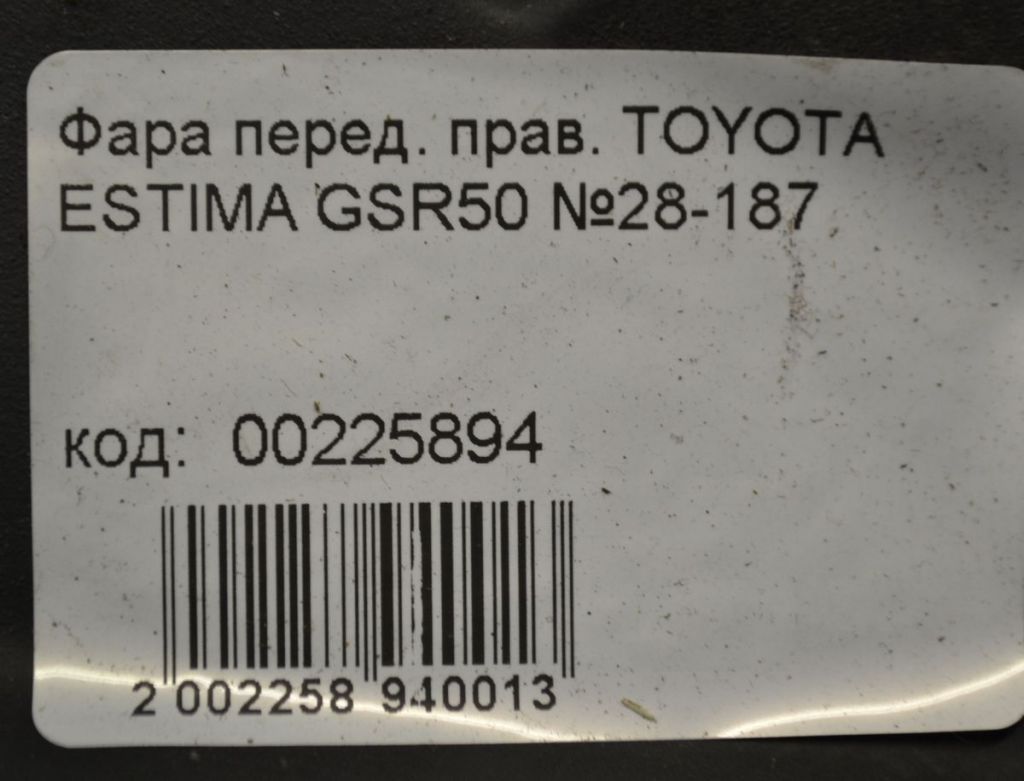 Фара перед. прав. TOYOTA
ESTIMA GSR50 №28-187
код: 00225894
2 002258 940013